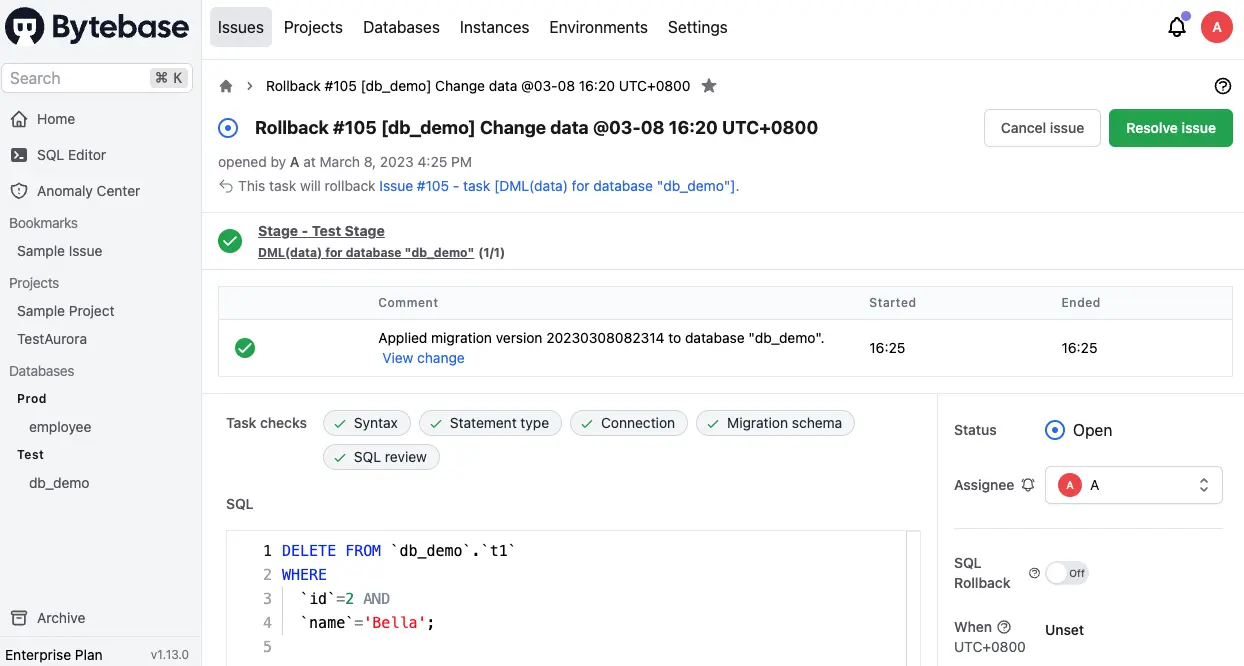 Bytebase
Search ⌘ K
Home
SQL Editor
Anomaly Center
Bookmarks
Sample Issue
Projects
Sample Project
TestAurora
Databases
Prod
employee
Test
db_demo
Archive
Enterprise Plan v1.13.0
Issues Projects Databases Instances Environments Settings
A
Rollback #105 [db_demo] Change data @03-08 16:20 UTC+0800
Rollback #105 [db_demo] Change data @03-08 16:20 UTC+0800
Cancel issue Resolve issue
opened by A at March 8, 2023 4:25 PM
This task will rollback Issue #105 - task [DML(data) for database "db_demo"].
Stage - Test Stage
DML(data) for database "db_demo" (1/1)
Comment Started Ended
Applied migration version 20230308082314 to database "db_demo".
View change
16:25 16:25
Task checks Syntax Statement type Connection Migration schema
SQL review
SQL
1 DELETE FROM `db_demo`.`t1`
2 WHERE
3 `id`=2 AND
4 `name`='Bella';
5
Status Open
Assignee A A
SQL
Rollback Off
When Unset
UTC+0800